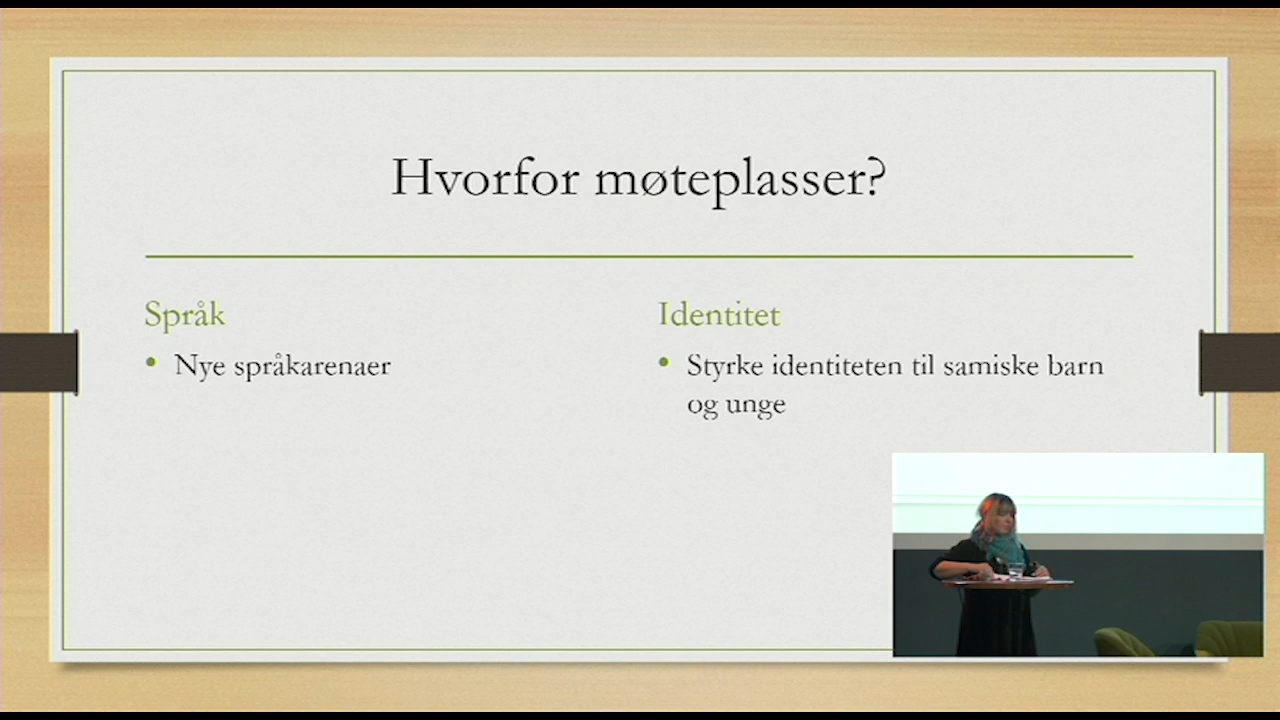 Hvorfor møteplasser?
Språk
• Nye språkarenaer
Identitet
• Styrke identiteten til samiske barn
og unge